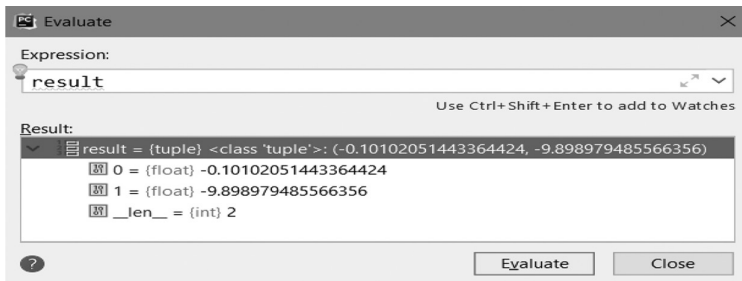 PC Evaluate
Expression:
result
Use Ctrl+Shift+Enter to add to Watches
Result:
result = {tuple} <class 'tuple'>: (-0.10102051443364424, -9.898979485566356)
0 = {float} -0.10102051443364424
1 = {float} -9.898979485566356
__len__ = {int} 2
? Evaluate Close